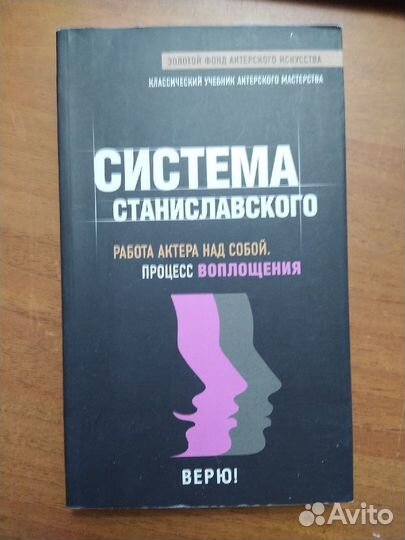 ЗОЛОТОЙ ФОНД АКТЕРСКОГО ИСКУССТВА
КЛАССИЧЕСКИЙ УЧЕБНИК АКТЕРСКОГО МАСТЕРСТВА
СИСТЕМА
СТАНИСЛАВСКОГО
РАБОТА АКТЕРА НАД СОБОЙ.
ПРОЦЕСС ВОПЛОЩЕНИЯ
ВЕРЮ!
Avito